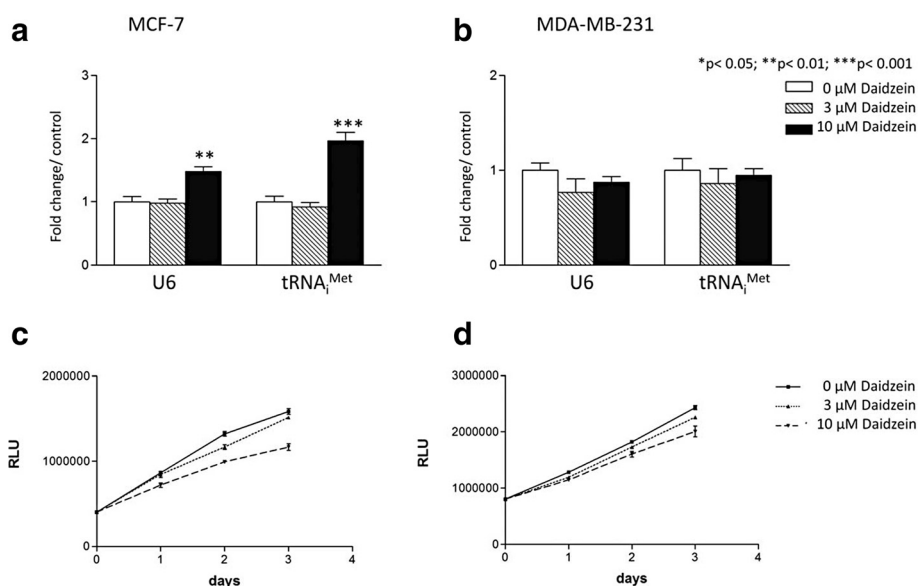 a MCF-7
Fold change/ control
3
2
1
0
**
***
U6 tRNAiMet
b MDA-MB-231
*p< 0.05; **p< 0.01; ***p< 0.001
0 µM Daidzein
3 µM Daidzein
10 µM Daidzein
Fold change/ control
2
1
0
U6 tRNAiMet
c
RLU
2000000
1000000
0
0 1 2 3 4
days
d
RLU
3000000
2000000
1000000
0
0 1 2 3 4
days
0 µM Daidzein
3 µM Daidzein
10 µM Daidzein